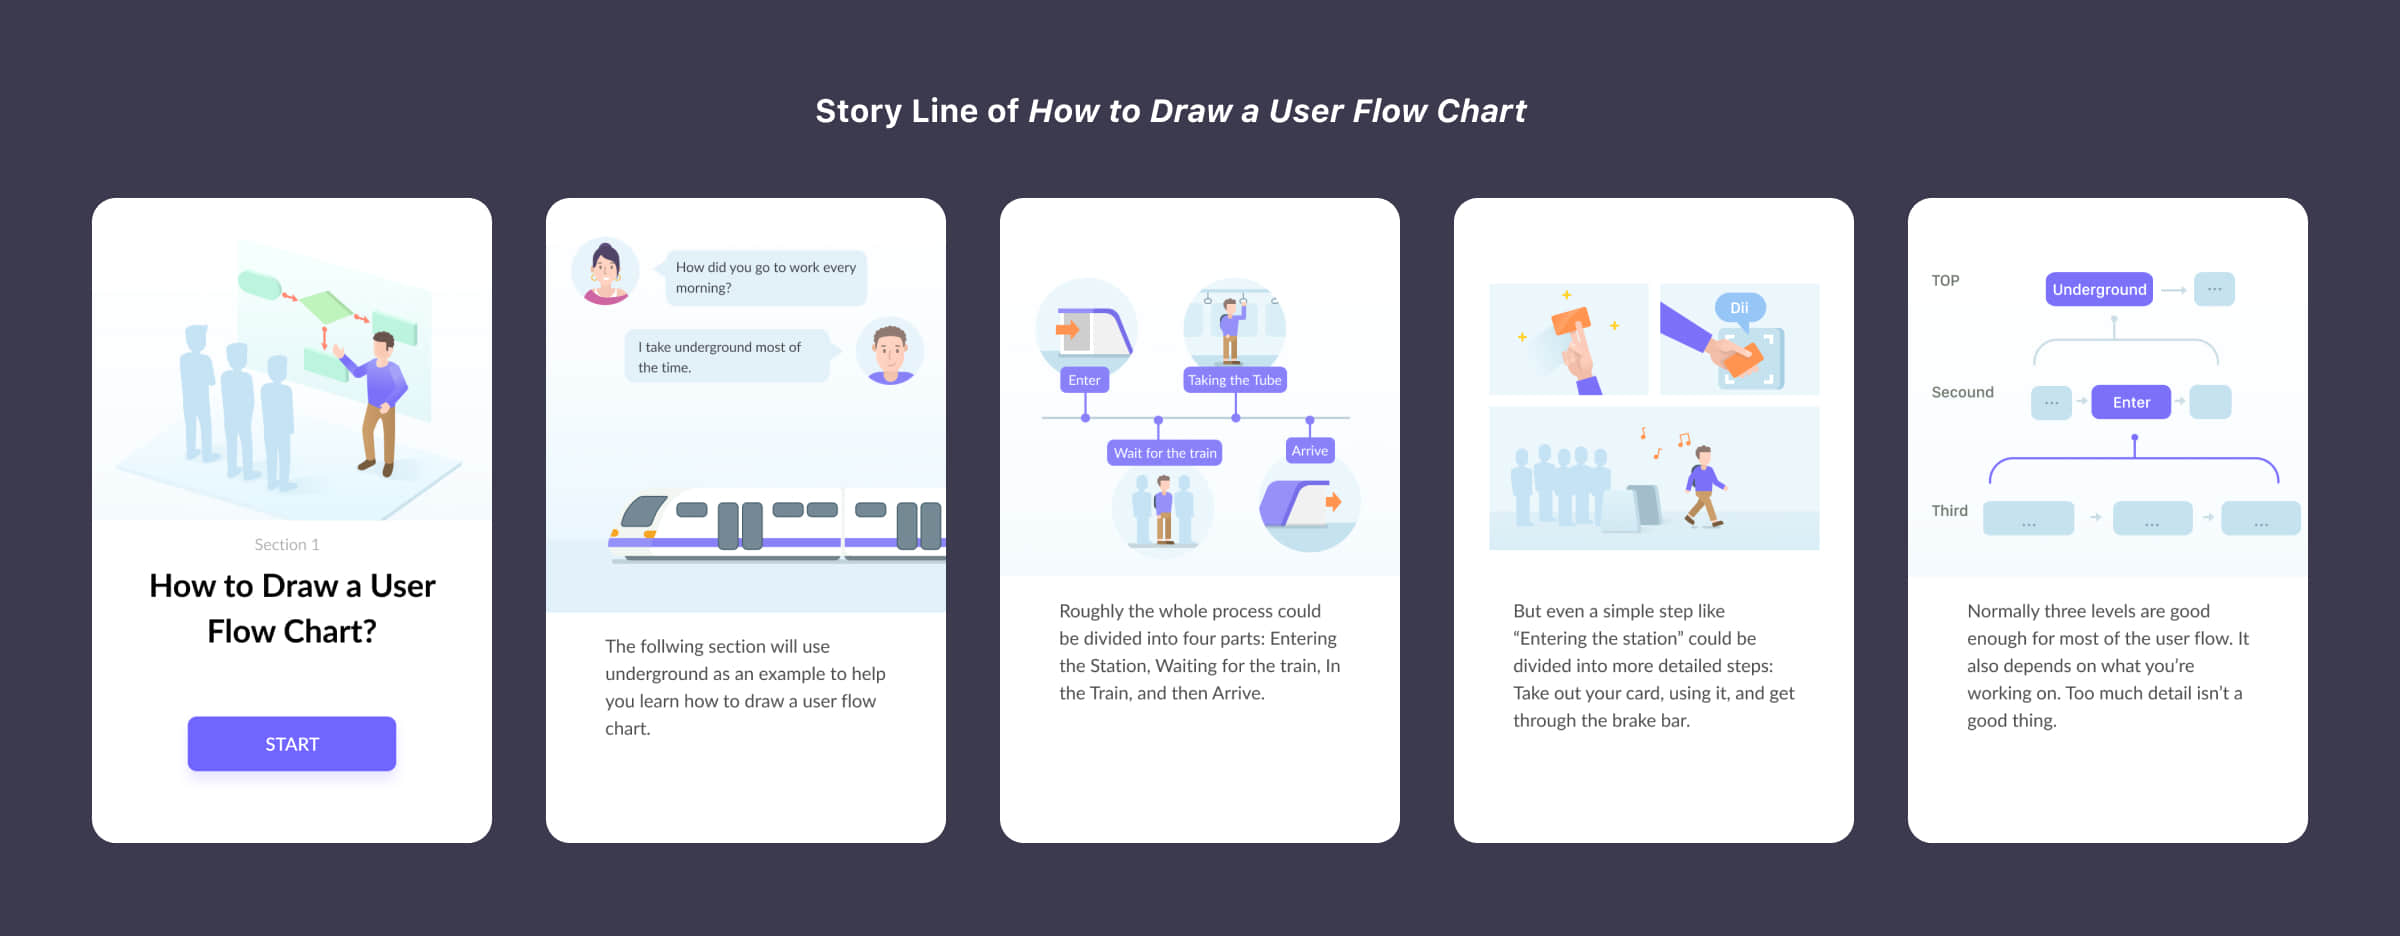 Story Line of How to Draw a User Flow Chart
Section 1
How to Draw a User
Flow Chart?
START
How did you go to work every
morning?
I take underground most of
the time.
The follwing section will use
underground as an example to help
you learn how to draw a user flow
chart.
Enter
Taking the Tube
Wait for the train
Arrive
Roughly the whole process could
be divided into four parts: Entering
the Station, Waiting for the train, In
the Train, and then Arrive.
Dii
But even a simple step like
“Entering the station” could be
divided into more detailed steps:
Take out your card, using it, and get
through the brake bar.
TOP
Underground
...
Secound
...
Enter
Third
...
...
...
Normally three levels are good
enough for most of the user flow. It
also depends on what you’re
working on. Too much detail isn’t a
good thing.